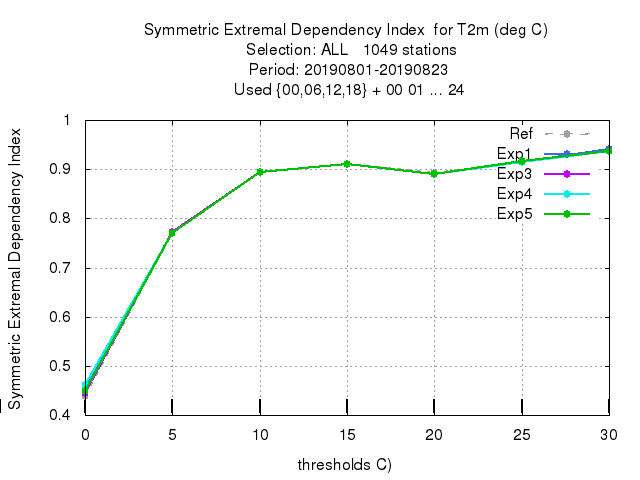 Symmetric Extremal Dependency Index for T2m (deg C)
Selection: ALL 1049 stations
Period: 20190801-20190823
Used {00,06,12,18} + 00 01 ... 24
Symmetric Extremal Dependency Index
1
0.9
0.8
0.7
0.6
0.5
0.4
Ref
Exp1
Exp3
Exp4
Exp5
0 5 10 15 20 25 30
thresholds C)